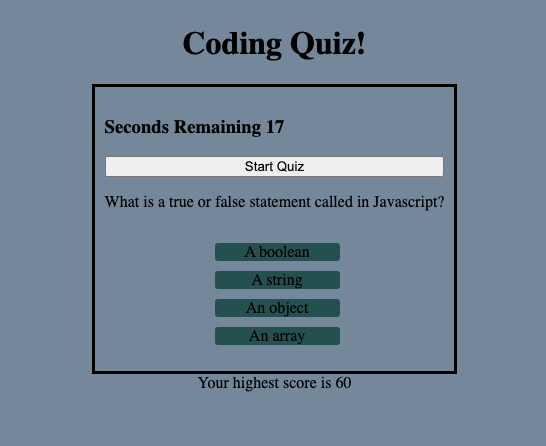 Coding Quiz!
Seconds Remaining 17
Start Quiz
What is a true or false statement called in Javascript?
A boolean
A string
An object
An array
Your highest score is 60